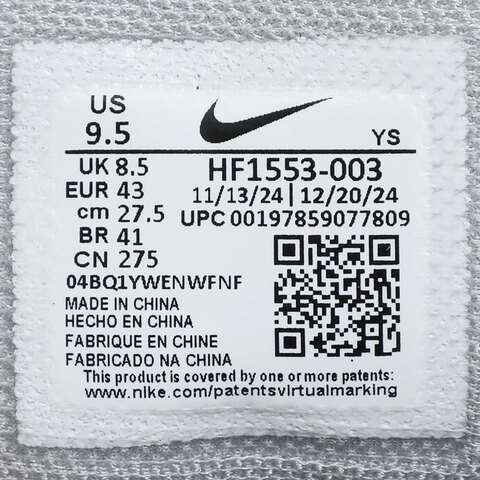 US
9.5
YS
UK 8.5
EUR 43
cm 27.5
BR 41
CN 275
HF1553-003
11/13/24 | 12/20/24
UPC 00197859077809
04BQ1YWENWFNF
MADE IN CHINA
HECHO EN CHINA
FABRIQUE EN CHINE
FABRICADO NA CHINA
This product is covered by one or more patents:
www.nike.com/patentsvirtualmarking